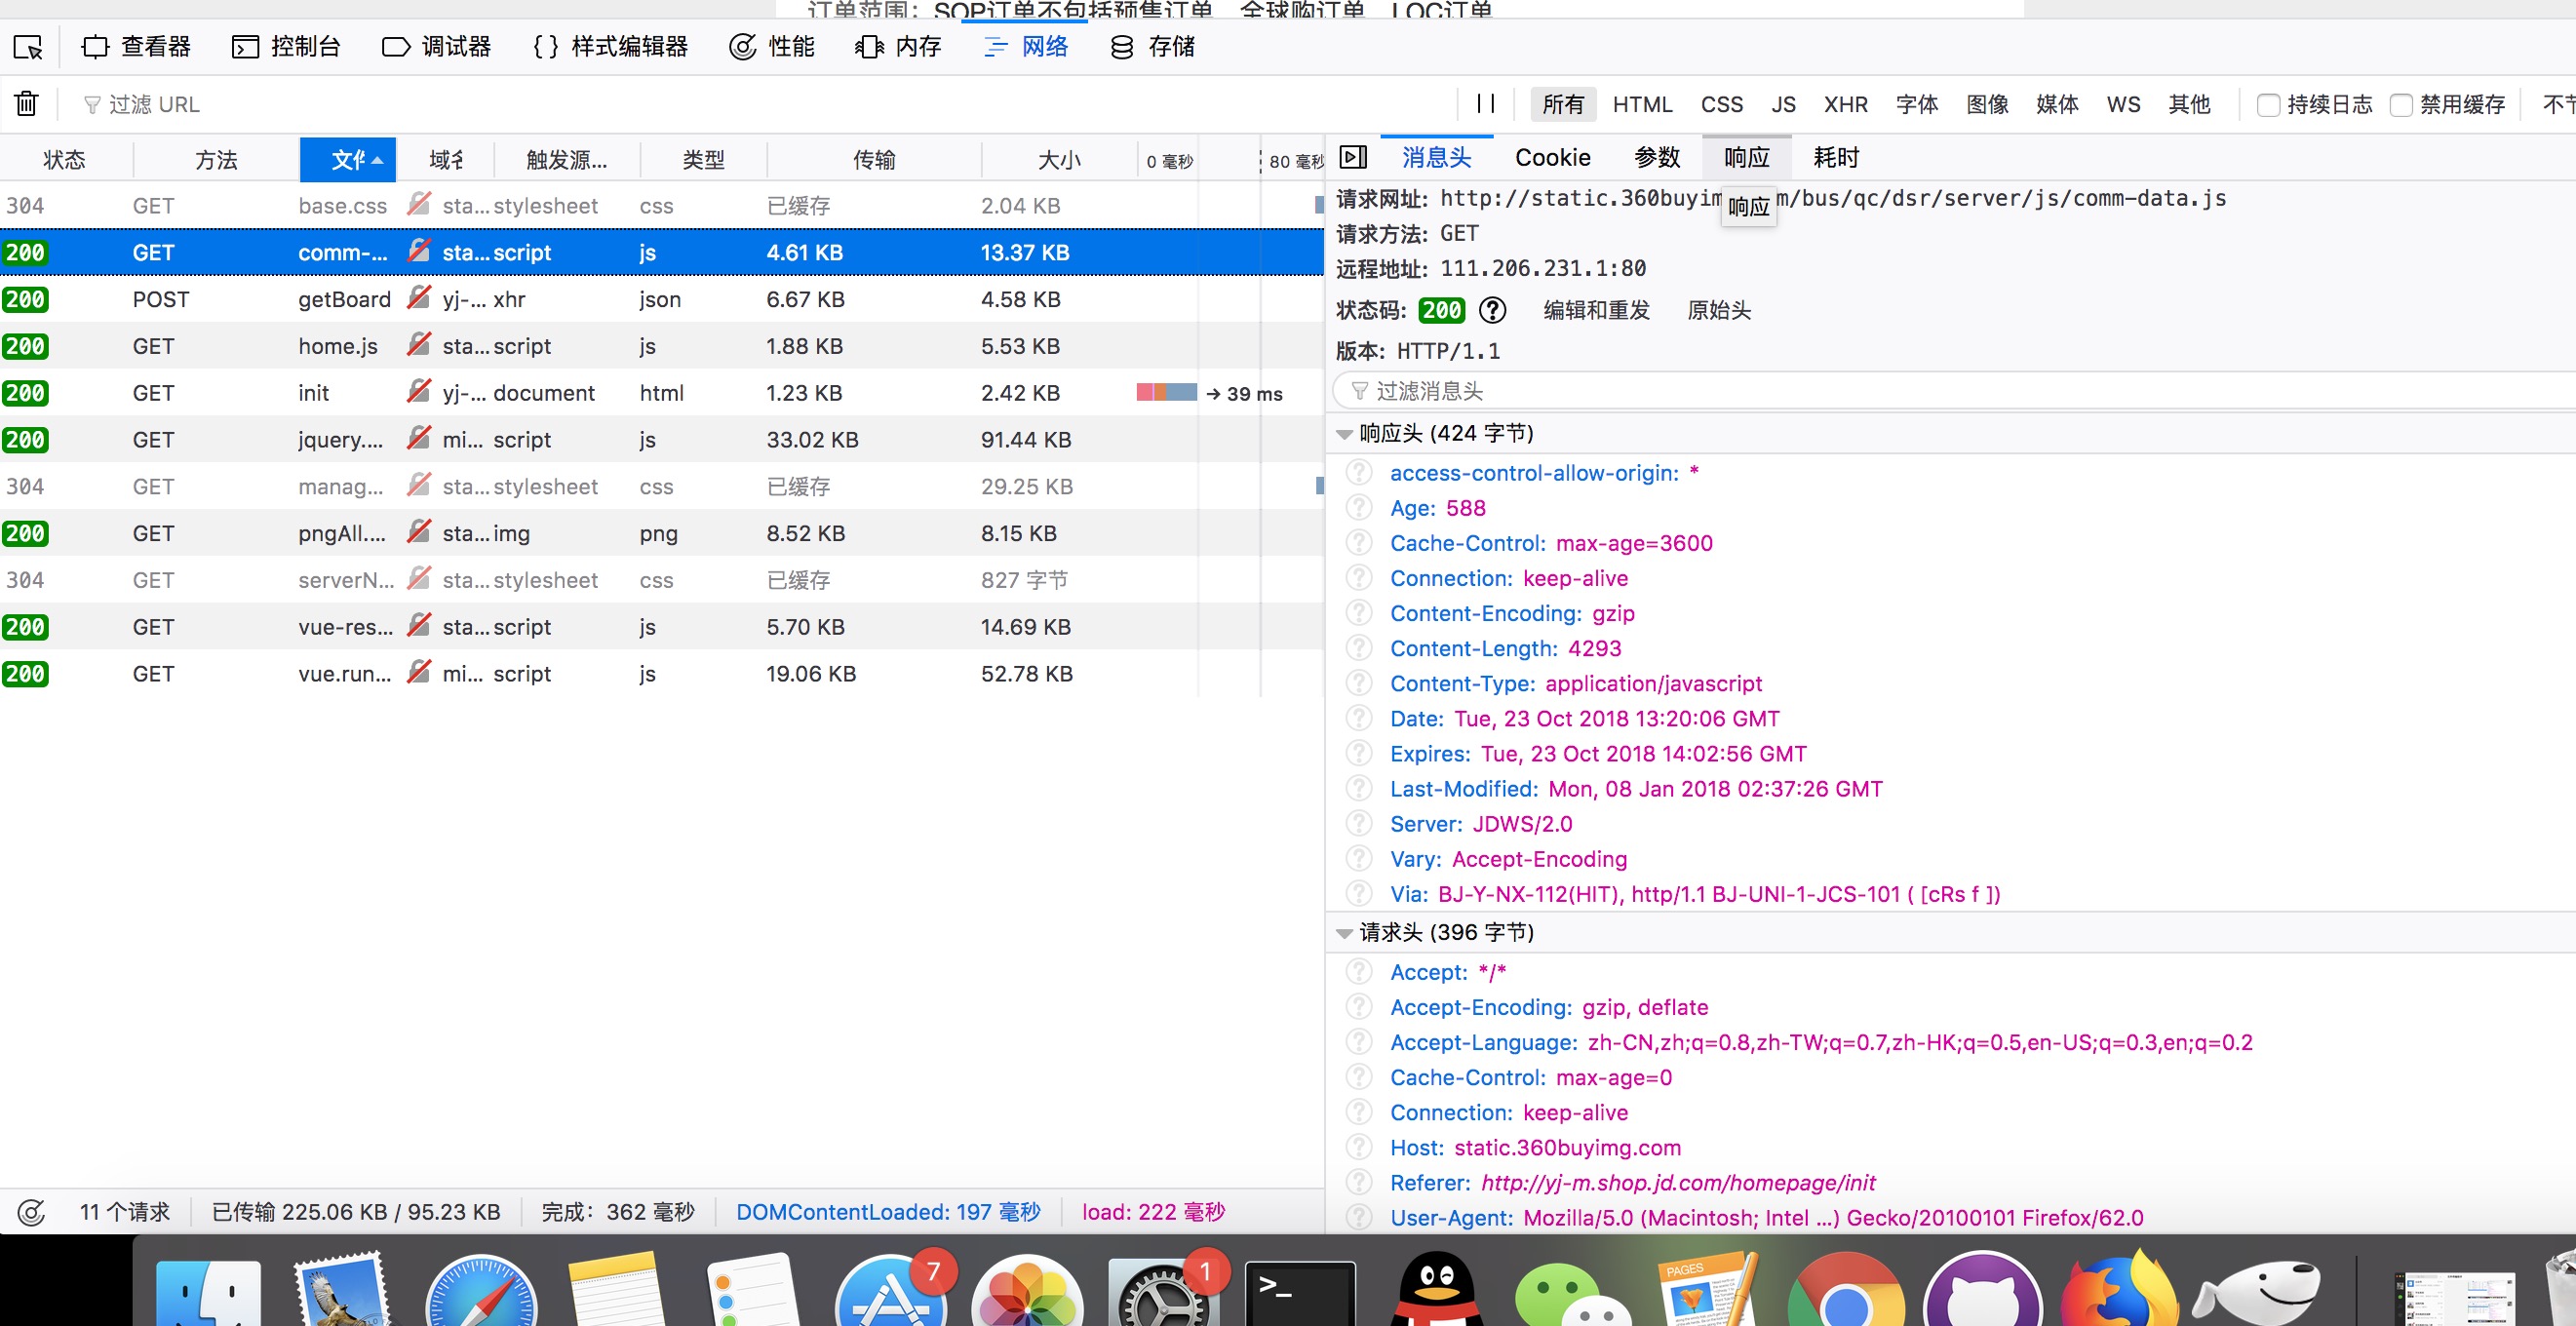 订单范围：SOP订单不包括预售订单、全球购订单、LOC订单
查看器 控制台 调试器 样式编辑器 性能 内存 网络 存储
过滤 URL 所有 HTML CSS JS XHR 字体 图像 媒体 WS 其他 持续日志 禁用缓存
状态 方法 文件 域名 触发源... 类型 传输 大小 0 毫秒 80 毫秒
304 GET base.css sta... stylesheet css 已缓存 2.04 KB
200 GET comm-... sta... script js 4.61 KB 13.37 KB
200 POST getBoard yj-... xhr json 6.67 KB 4.58 KB
200 GET home.js sta... script js 1.88 KB 5.53 KB
200 GET init yj-... document html 1.23 KB 2.42 KB → 39 ms
200 GET jquery.... mi... script js 33.02 KB 91.44 KB
304 GET manag... sta... stylesheet css 已缓存 29.25 KB
200 GET pngAll.... sta... img png 8.52 KB 8.15 KB
304 GET serverN... sta... stylesheet css 已缓存 827 字节
200 GET vue-res... sta... script js 5.70 KB 14.69 KB
200 GET vue.run... mi... script js 19.06 KB 52.78 KB
11 个请求 已传输 225.06 KB / 95.23 KB 完成：362 毫秒 DOMContentLoaded: 197 毫秒 load: 222 毫秒
消息头 Cookie 参数 响应 耗时
请求网址: http://static.360buyim m/bus/qc/dsr/server/js/comm-data.js
响应
请求方法: GET
远程地址: 111.206.231.1:80
状态码: 200 编辑和重发 原始头
版本: HTTP/1.1
过滤消息头
响应头 (424 字节)
access-control-allow-origin: *
Age: 588
Cache-Control: max-age=3600
Connection: keep-alive
Content-Encoding: gzip
Content-Length: 4293
Content-Type: application/javascript
Date: Tue, 23 Oct 2018 13:20:06 GMT
Expires: Tue, 23 Oct 2018 14:02:56 GMT
Last-Modified: Mon, 08 Jan 2018 02:37:26 GMT
Server: JDWS/2.0
Vary: Accept-Encoding
Via: BJ-Y-NX-112(HIT), http/1.1 BJ-UNI-1-JCS-101 ( [cRs f ])
请求头 (396 字节)
Accept: */*
Accept-Encoding: gzip, deflate
Accept-Language: zh-CN,zh;q=0.8,zh-TW;q=0.7,zh-HK;q=0.5,en-US;q=0.3,en;q=0.2
Cache-Control: max-age=0
Connection: keep-alive
Host: static.360buyimg.com
Referer: http://yj-m.shop.jd.com/homepage/init
User-Agent: Mozilla/5.0 (Macintosh; Intel ...) Gecko/20100101 Firefox/62.0
7
1
>_
PAGES